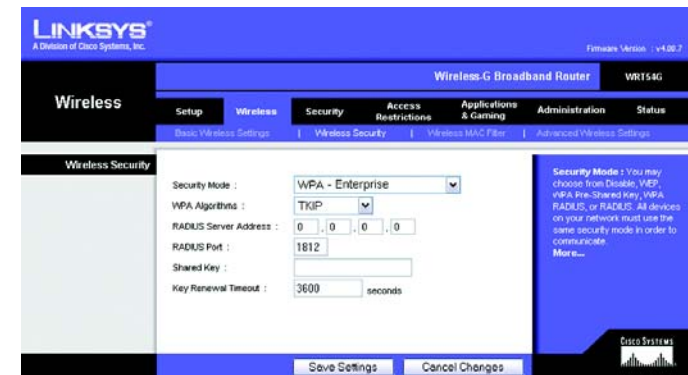 LINKSYS®
A Division of Cisco Systems, Inc.
Firmware Version : v4.00.7
Wireless-G Broadband Router WRT54G
Wireless
Setup Wireless Security Access Restrictions Applications & Gaming Administration Status
Basic Wireless Settings | Wireless Security | Wireless MAC Filter | Advanced Wireless Settings
Wireless Security
Security Mode : WPA - Enterprise
WPA Algorithms : TKIP
RADIUS Server Address : 0 . 0 . 0 . 0
RADIUS Port : 1812
Shared Key :
Key Renewal Timeout : 3600 seconds
Security Mode : You may
choose from Disable, WEP,
WPA Pre-Shared Key, WPA
RADIUS, or RADIUS. All devices
on your network must use the
same security mode in order to
communicate.
More...
CISCO SYSTEMS
Save Settings Cancel Changes